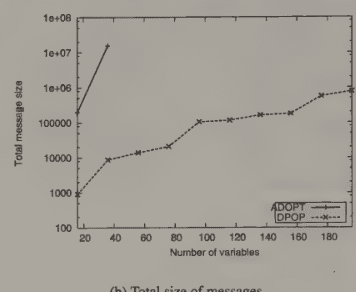 1e+08
1e+07
1e+06
100000
10000
1000
100
Total message size
ADOPT
DPOP
20 40 60 80 100 120 140 160 180
Number of variables
(b) Total size of messages